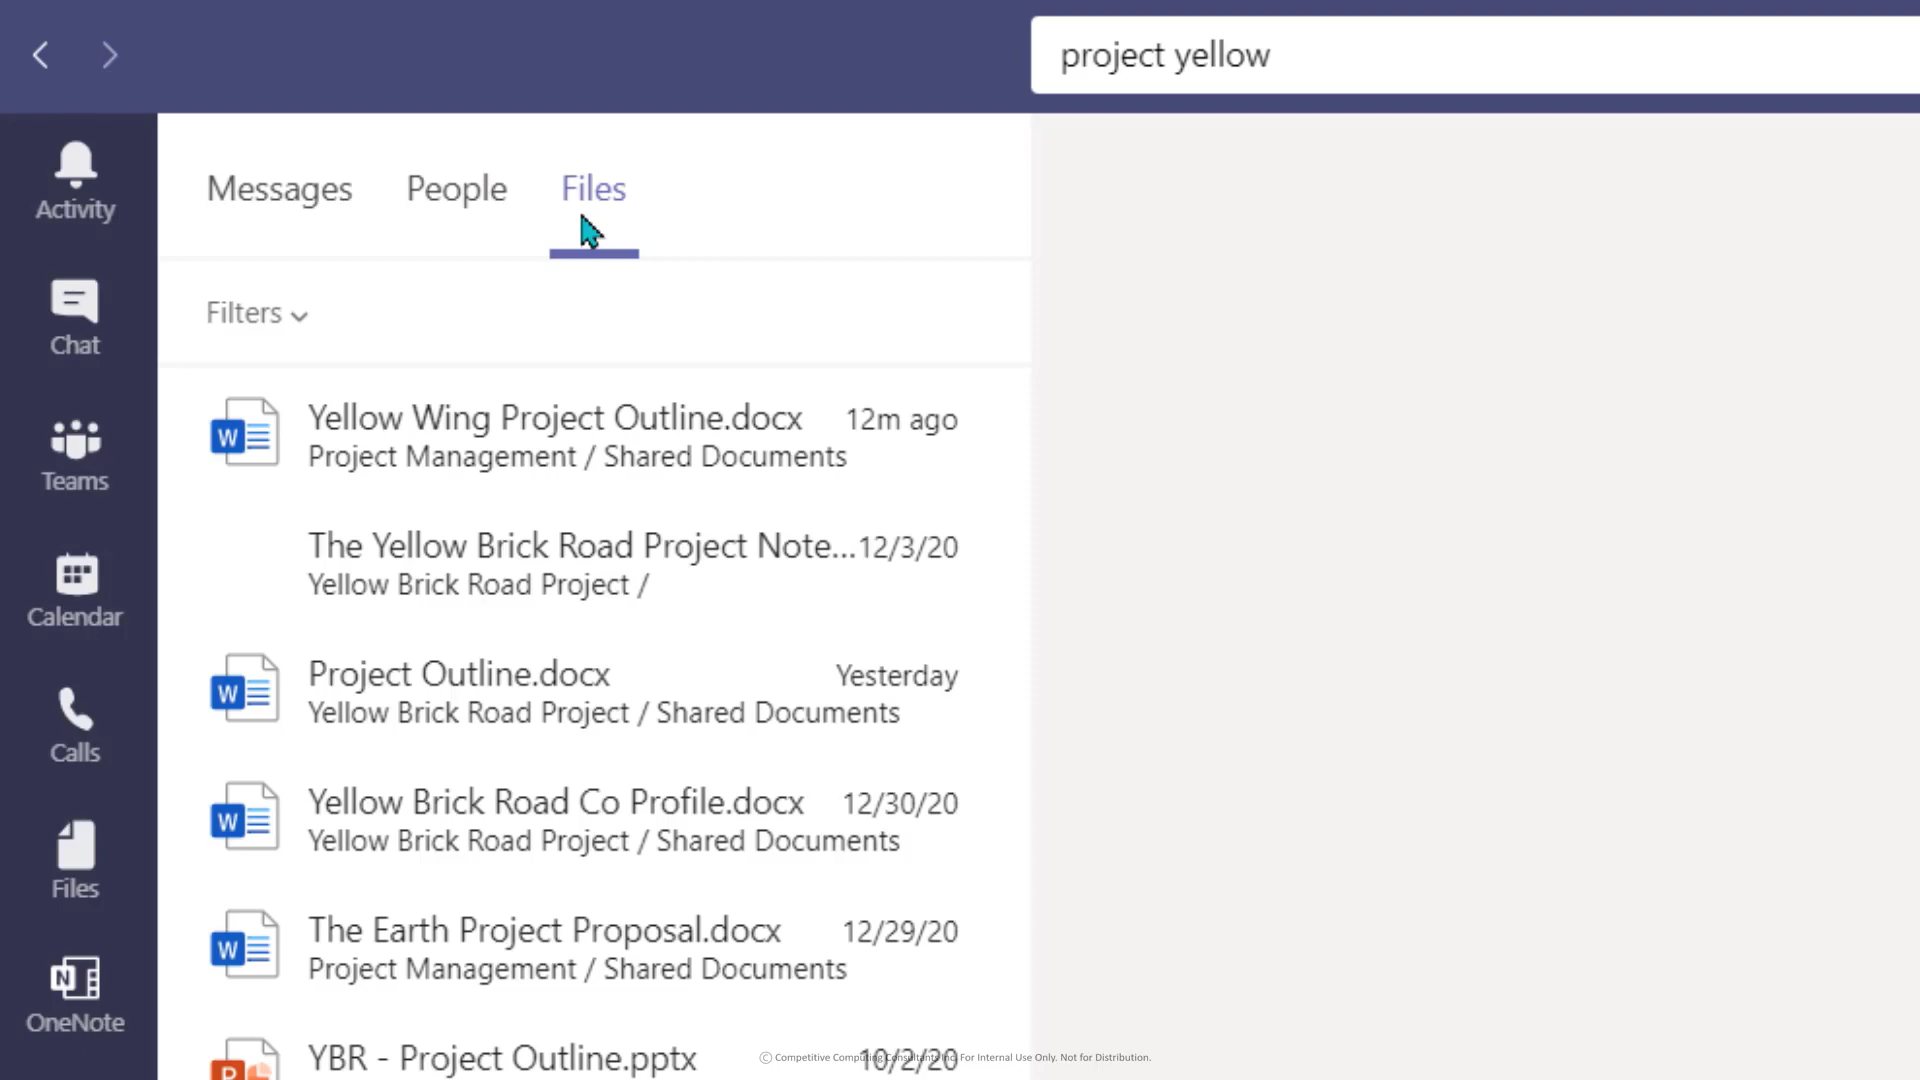 project yellow
Activity
Chat
Teams
Calendar
Calls
Files
OneNote
Messages People Files
Filters
Yellow Wing Project Outline.docx 12m ago
Project Management / Shared Documents
The Yellow Brick Road Project Note... 12/3/20
Yellow Brick Road Project /
Project Outline.docx Yesterday
Yellow Brick Road Project / Shared Documents
Yellow Brick Road Co Profile.docx 12/30/20
Yellow Brick Road Project / Shared Documents
The Earth Project Proposal.docx 12/29/20
Project Management / Shared Documents
YBR - Project Outline.pptx 10/2/20
© Competitive Computing Consultants Inc. For Internal Use Only. Not for Distribution.